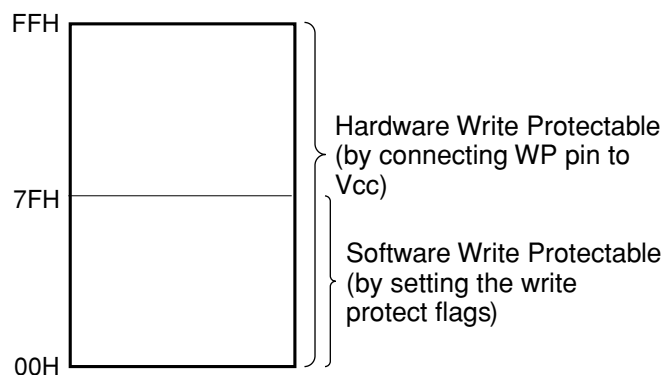 FFH
Hardware Write Protectable
(by connecting WP pin to
Vcc)
7FH
Software Write Protectable
(by setting the write
protect flags)
00H